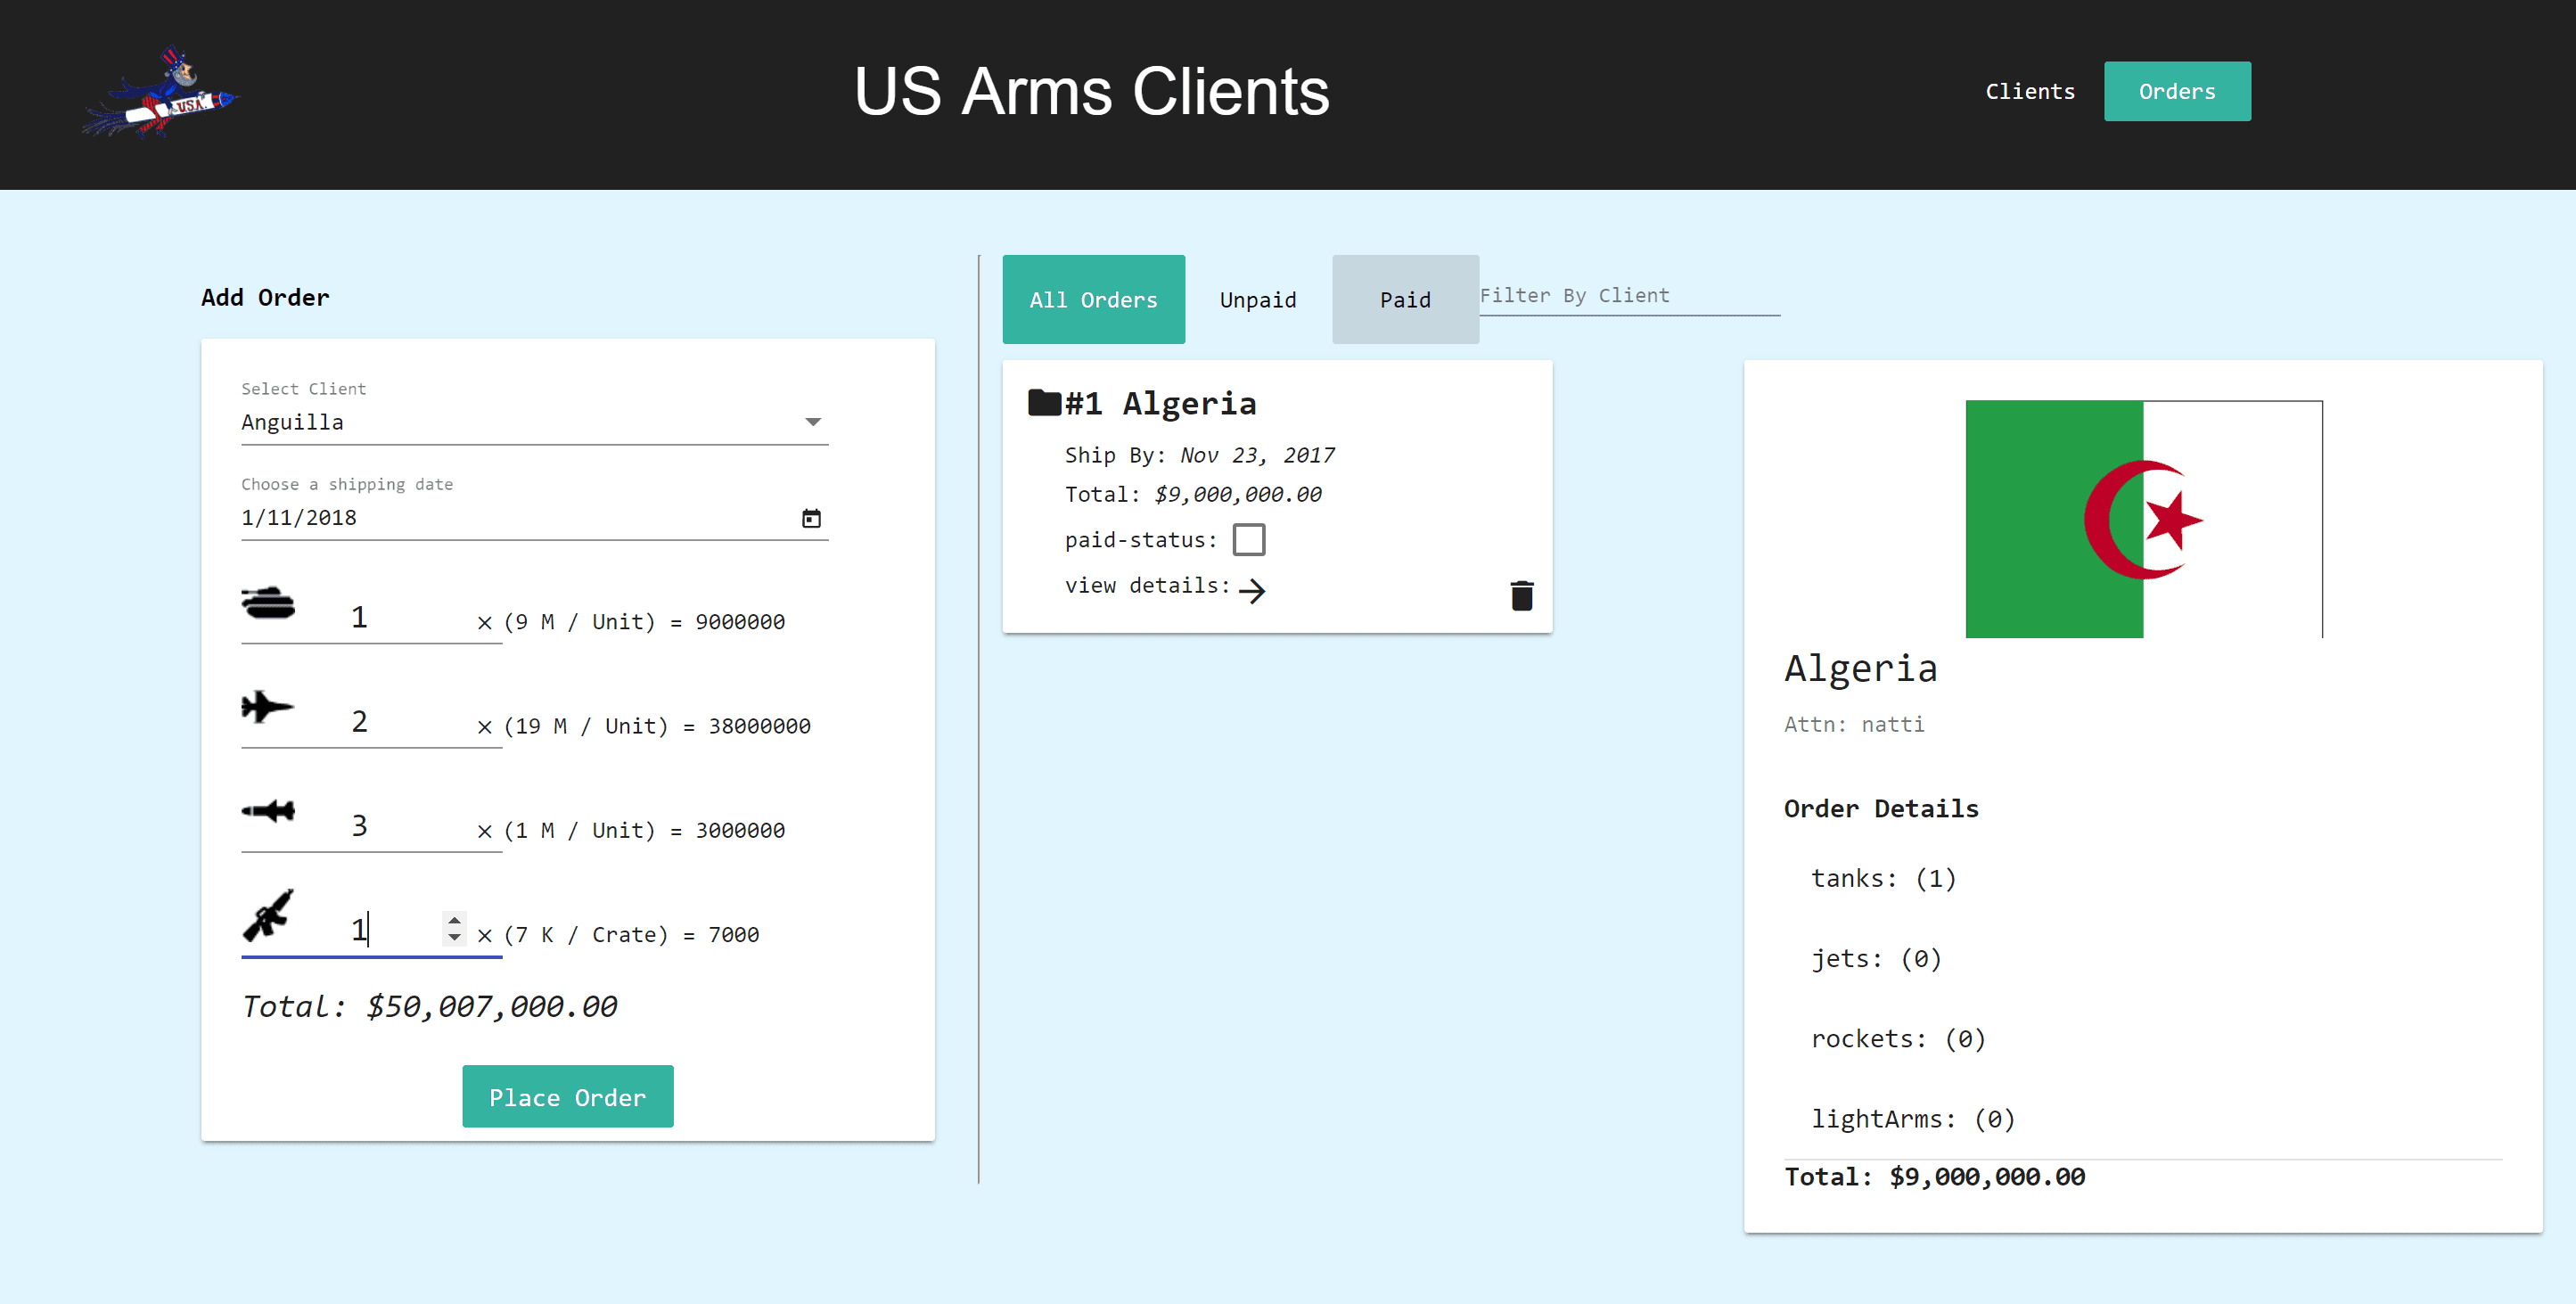 USA.
US Arms Clients
Clients
Orders
Add Order
Select Client
Anguilla
Choose a shipping date
1/11/2018
1 × (9 M / Unit) = 9000000
2 × (19 M / Unit) = 38000000
3 × (1 M / Unit) = 3000000
1 × (7 K / Crate) = 7000
Total: $50,007,000.00
Place Order
All Orders
Unpaid
Paid
Filter By Client
#1 Algeria
Ship By: Nov 23, 2017
Total: $9,000,000.00
paid-status:
view details:
Algeria
Attn: natti
Order Details
tanks: (1)
jets: (0)
rockets: (0)
lightArms: (0)
Total: $9,000,000.00